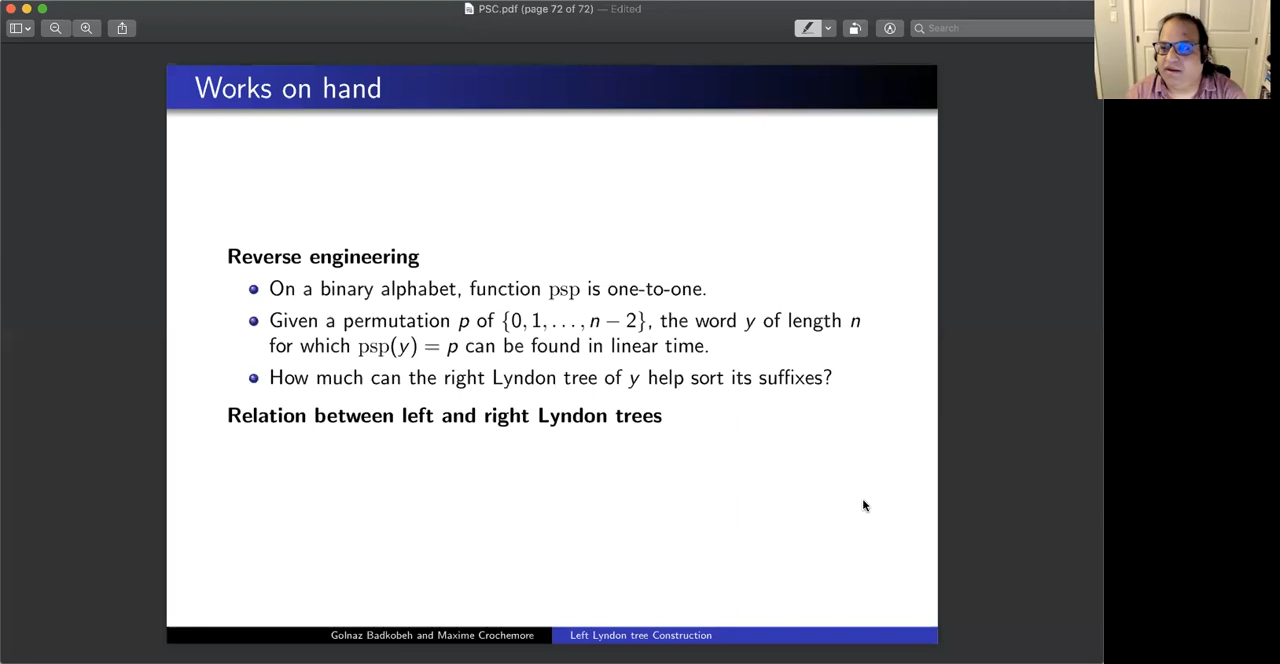 PSC.pdf (page 72 of 72) — Edited
Search
Works on hand
Reverse engineering
On a binary alphabet, function psp is one-to-one.
Given a permutation p of {0, 1, . . . , n − 2}, the word y of length n
for which psp(y) = p can be found in linear time.
How much can the right Lyndon tree of y help sort its suffixes?
Relation between left and right Lyndon trees
Golnaz Badkobeh and Maxime Crochemore
Left Lyndon tree Construction